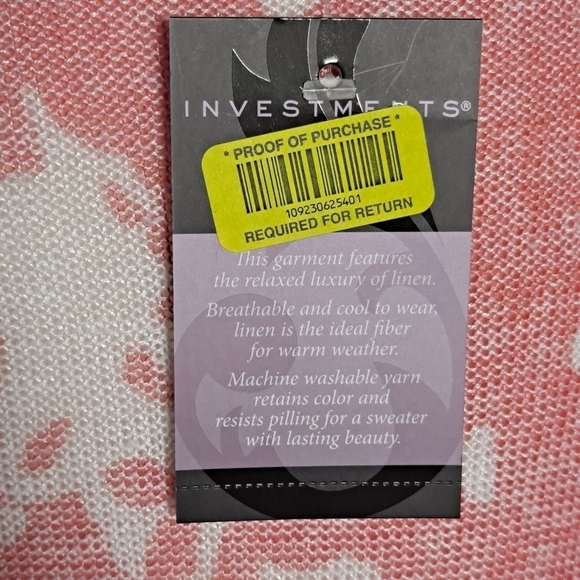 INVESTMENTS®
* PROOF OF PURCHASE *
109230625401
REQUIRED FOR RETURN
This garment features
the relaxed luxury of linen.
Breathable and cool to wear,
linen is the ideal fiber
for warm weather.
Machine washable yarn
retains color and
resists pilling for a sweater
with lasting beauty.